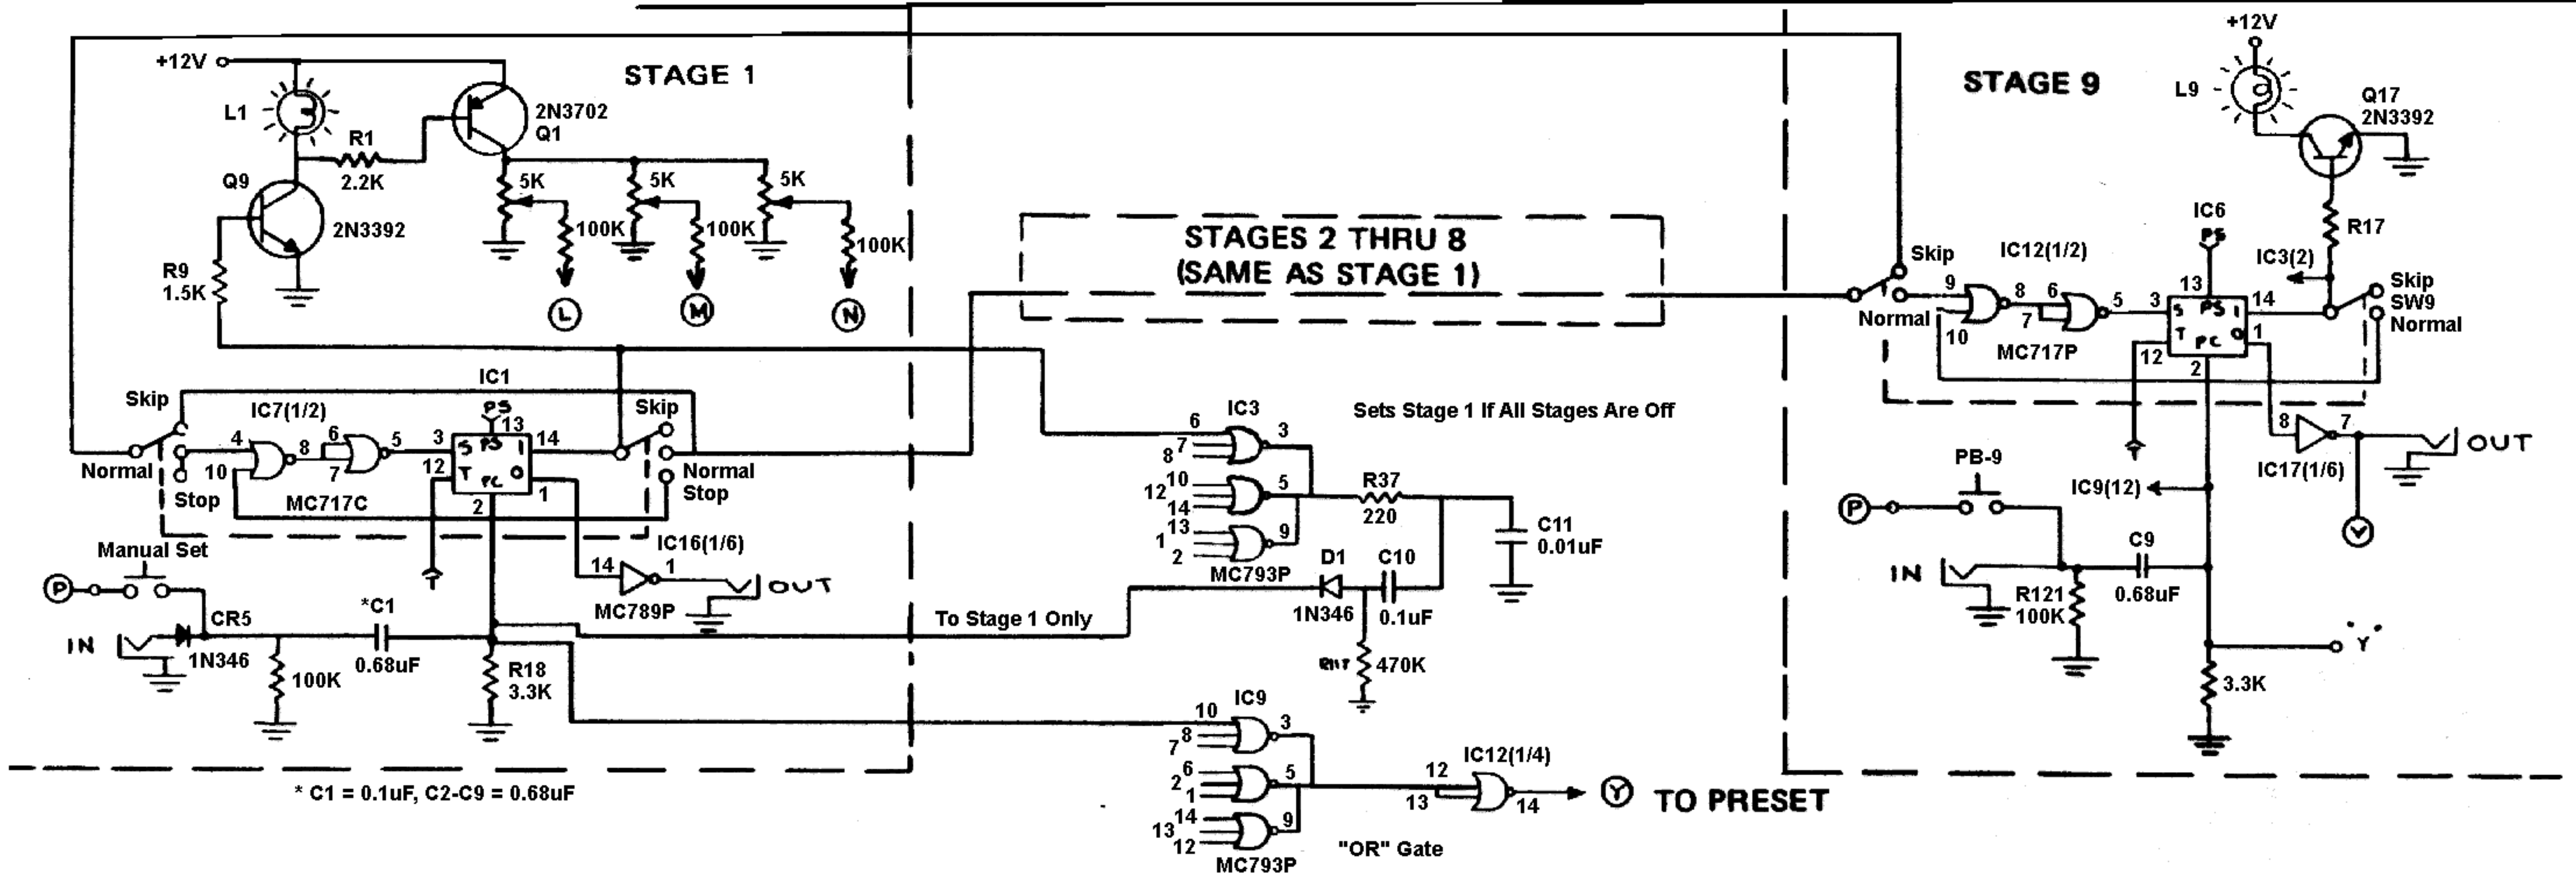 +12V
L1
STAGE 1
2N3702
Q1
R1
2.2K
Q9
2N3392
R9
1.5K
5K
5K
5K
100K
100K
100K
L
M
N
STAGES 2 THRU 8
(SAME AS STAGE 1)
STAGE 9
+12V
L9
Q17
2N3392
R17
IC6
PS
IC3(2)
IC12(1/2)
Skip
Normal
9
10
8
6
7
5
MC717P
3
12
13
14
1
2
S
T
PS
PC
1
0
Skip
SW9
Normal
IC1
Skip
Normal
Stop
IC7(1/2)
4
10
8
6
7
5
MC717C
PS
13
3
12
14
1
2
S
T
PS
PC
1
0
Skip
Normal
Stop
T
IC16(1/6)
14
1
MC789P
OUT
Manual Set
P
IN
CR5
1N346
100K
*C1
0.68uF
R18
3.3K
* C1 = 0.1uF, C2-C9 = 0.68uF
IC3
Sets Stage 1 If All Stages Are Off
6
7
8
3
10
12
14
5
13
1
2
9
MC793P
R37
220
C11
0.01uF
D1
1N346
C10
0.1uF
470K
To Stage 1 Only
IC9
10
8
7
3
6
2
1
5
14
13
12
9
MC793P
IC12(1/4)
12
13
14
"OR" Gate
Y TO PRESET
T
8
7
IC17(1/6)
OUT
Y
IC9(12)
PB-9
P
IN
R121
100K
C9
0.68uF
"Y"
3.3K